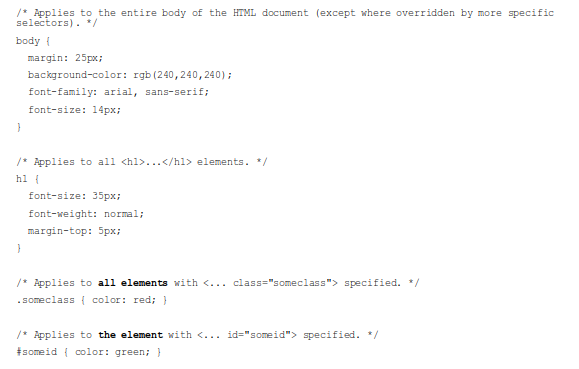 /* Applies to the entire body of the HTML document (except where overridden by more specific
selectors). */
body {
margin: 25px;
background-color: rgb(240,240,240);
font-family: arial, sans-serif;
font-size: 14px;
}
/* Applies to all <h1>...</h1> elements. */
h1 {
font-size: 35px;
font-weight: normal;
margin-top: 5px;
}
/* Applies to all elements with <... class="someclass"> specified. */
.someclass { color: red; }
/* Applies to the element with <... id="someid"> specified. */
#someid { color: green; }